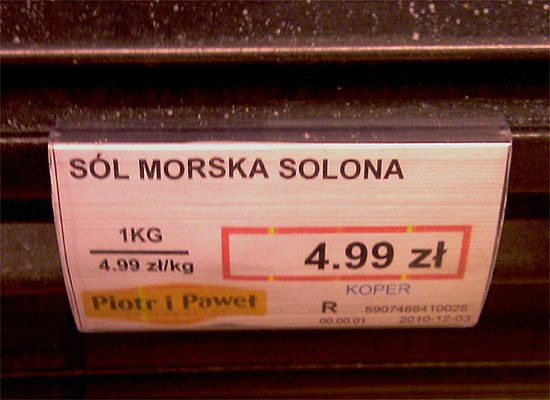 SÓL MORSKA SOLONA
1KG
4.99 zł/kg
4.99 zł
KOPER
Piotr i Paweł
R 5907468410028
00.00.01 2010-12-03